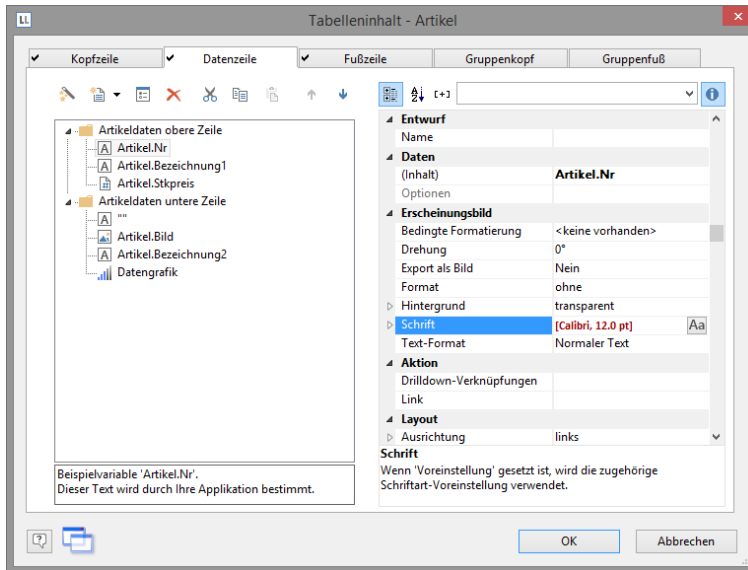 LL
Tabelleninhalt - Artikel
Kopfzeile
Datenzeile
Fußzeile
Gruppenkopf
Gruppenfuß
Artikeldaten obere Zeile
A Artikel.Nr
A Artikel.Bezeichnung1
Artikel.Stkpreis
Artikeldaten untere Zeile
A ""
Artikel.Bild
A Artikel.Bezeichnung2
Datengrafik
Beispielvariable 'Artikel.Nr'.
Dieser Text wird durch Ihre Applikation bestimmt.
[+]
Entwurf
Name
Daten
(Inhalt) Artikel.Nr
Optionen
Erscheinungsbild
Bedingte Formatierung <keine vorhanden>
Drehung 0°
Export als Bild Nein
Format ohne
Hintergrund transparent
Schrift [Calibri, 12.0 pt] Aa
Text-Format Normaler Text
Aktion
Drilldown-Verknüpfungen
Link
Layout
Ausrichtung links
Schrift
Wenn 'Voreinstellung' gesetzt ist, wird die zugehörige
Schriftart-Voreinstellung verwendet.
OK
Abbrechen